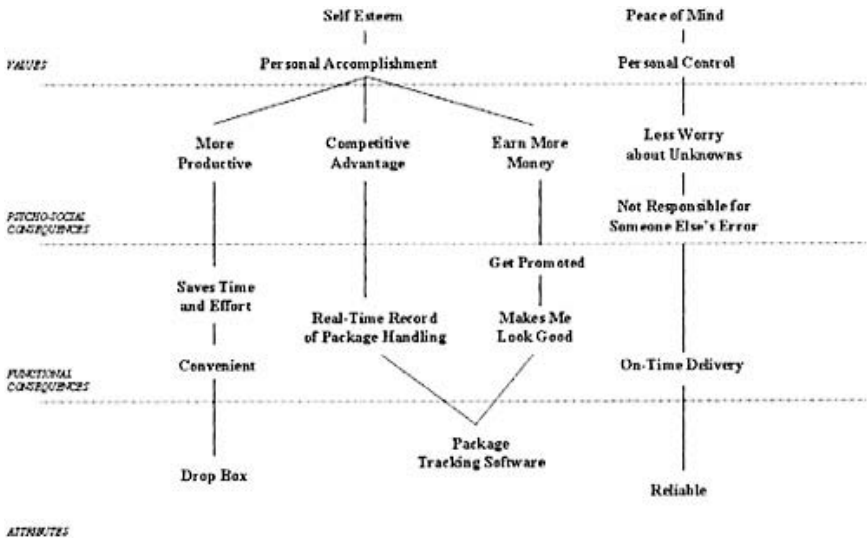 Self Esteem
Peace of Mind
VALUES
Personal Accomplishment
Personal Control
More
Productive
Competitive
Advantage
Earn More
Money
Less Worry
about Unknowns
PSYCHO-SOCIAL
CONSEQUENCES
Not Responsible for
Someone Else's Error
Get Promoted
Saves Time
and Effort
Real-Time Record
of Package Handling
Makes Me
Look Good
FUNCTIONAL
CONSEQUENCES
Convenient
On-Time Delivery
Package
Tracking Software
Drop Box
Reliable
ATTRIBUTES